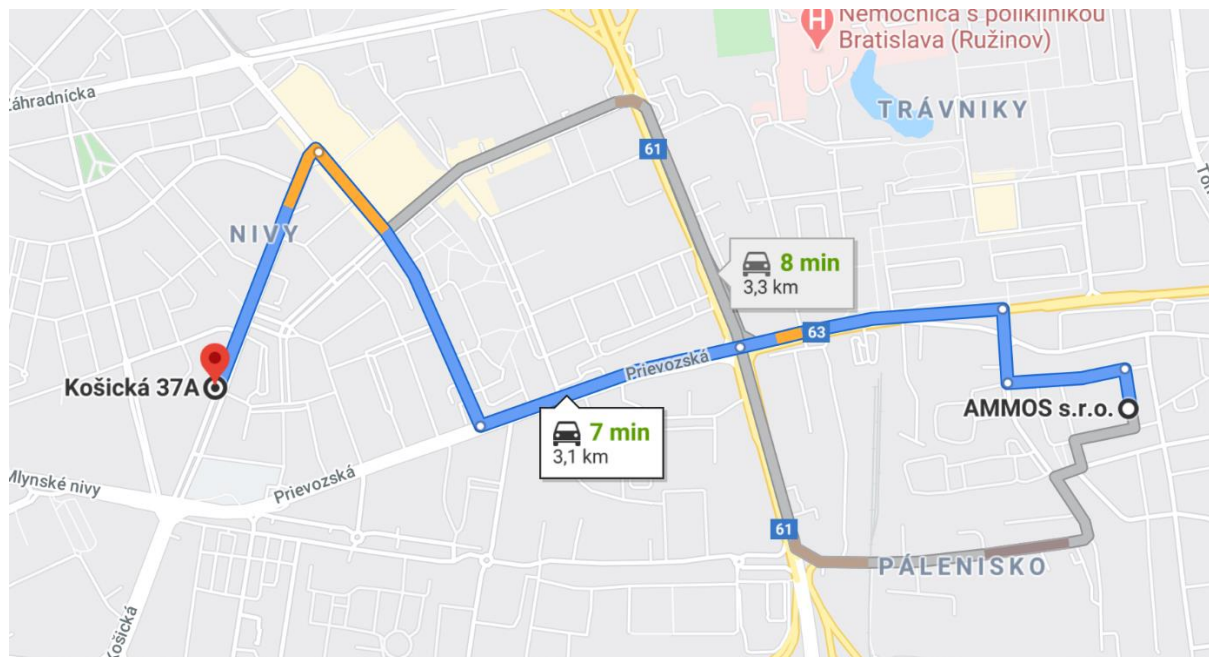 Nemocnica s poliklinikou
Bratislava (Ružinov)
Záhradnícka
TRÁVNIKY
61
NIVY
8 min
3,3 km
63
Prievozská
Košická 37A
AMMOS s.r.o.
7 min
3,1 km
Mlynské nivy
Prievozská
61
PÁLENISKO
Košická